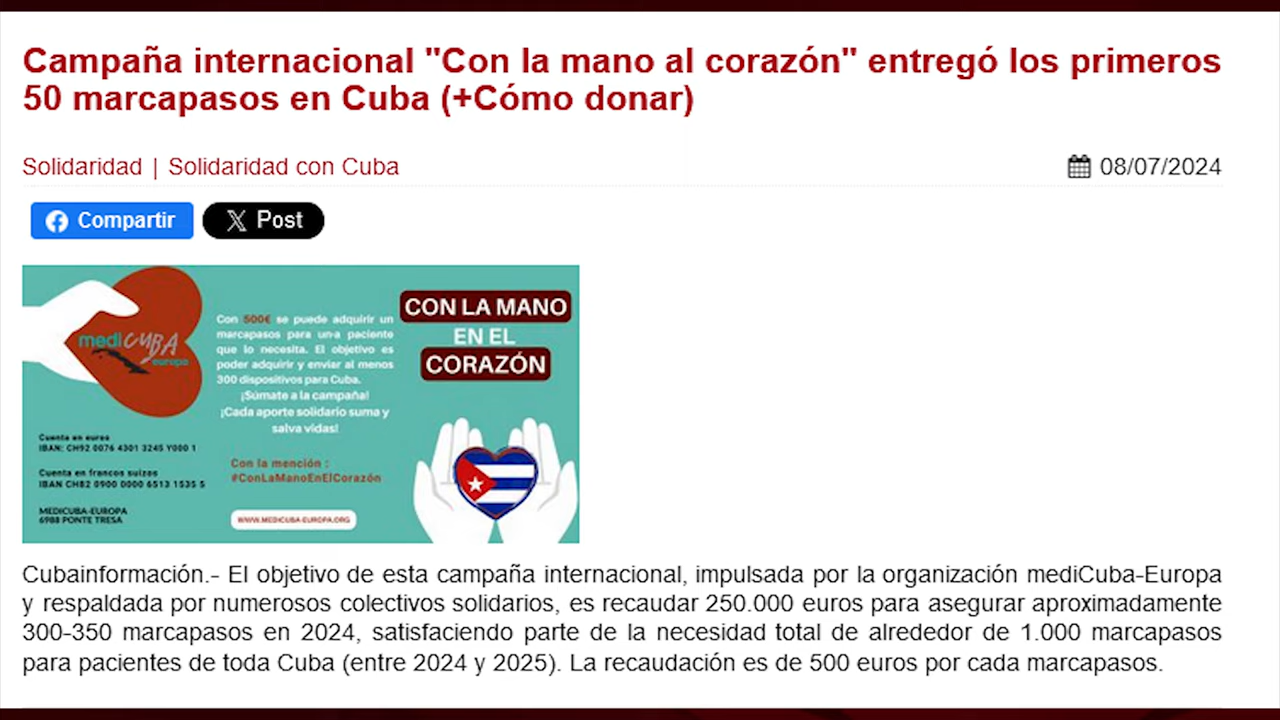 Campaña internacional "Con la mano al corazón" entregó los primeros
50 marcapasos en Cuba (+Cómo donar)
Solidaridad | Solidaridad con Cuba
08/07/2024
Compartir
Post
mediCUBA
europa
Con 500€ se puede adquirir un
marcapasos para un·a paciente
que lo necesita. El objetivo es
poder adquirir y enviar al menos
300 dispositivos para Cuba.
¡Súmate a la campaña!
¡Cada aporte solidario suma y
salva vidas!
CON LA MANO
EN EL
CORAZÓN
Cuenta en euros
IBAN: CH92 0076 4301 3245 Y000 1
Cuenta en francos suizos
IBAN CH82 0900 0000 6513 1535 5
MEDICUBA-EUROPA
6988 PONTE TRESA
Con la mención :
#ConLaManoEnElCorazón
WWW.MEDICUBA-EUROPA.ORG
Cubainformación.- El objetivo de esta campaña internacional, impulsada por la organización mediCuba-Europa
y respaldada por numerosos colectivos solidarios, es recaudar 250.000 euros para asegurar aproximadamente
300-350 marcapasos en 2024, satisfaciendo parte de la necesidad total de alrededor de 1.000 marcapasos
para pacientes de toda Cuba (entre 2024 y 2025). La recaudación es de 500 euros por cada marcapasos.